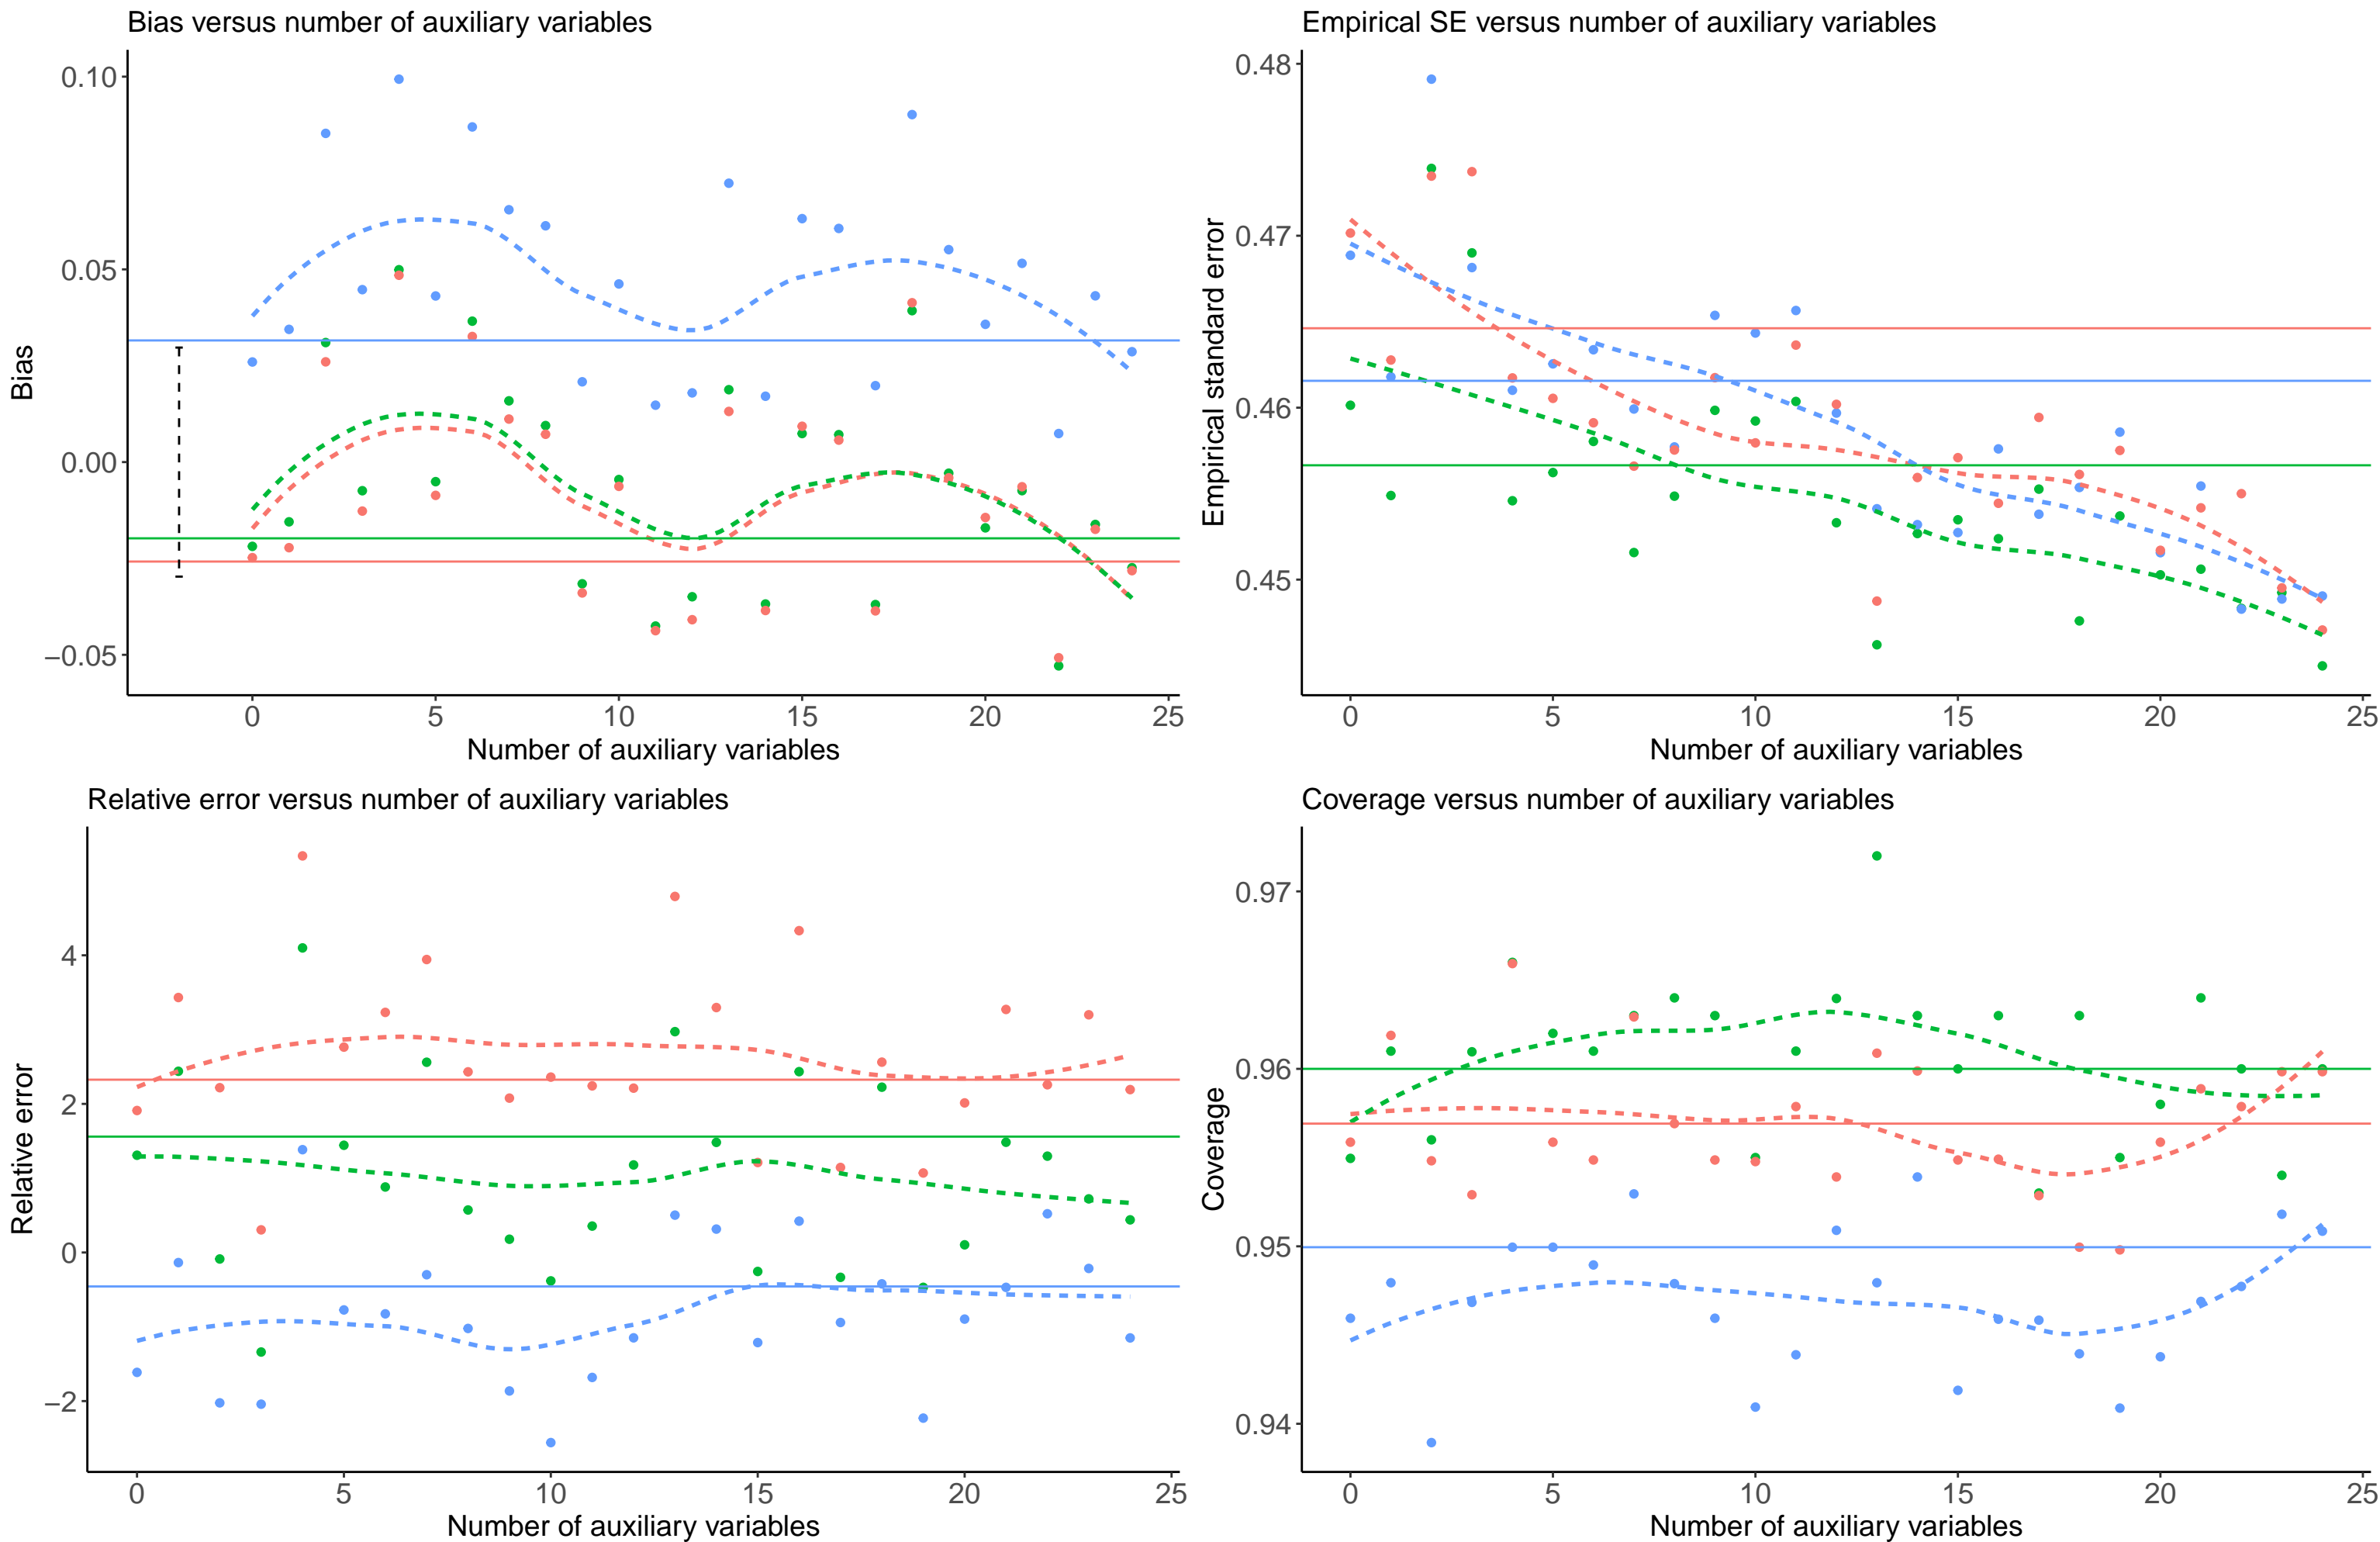 Bias versus number of auxiliary variables
0.10
0.05
0.00
−0.05
Bias
0 5 10 15 20 25
Number of auxiliary variables
Empirical SE versus number of auxiliary variables
0.48
0.47
0.46
0.45
Empirical standard error
0 5 10 15 20 25
Number of auxiliary variables
Relative error versus number of auxiliary variables
4
2
0
−2
Relative error
0 5 10 15 20 25
Number of auxiliary variables
Coverage versus number of auxiliary variables
0.97
0.96
0.95
0.94
Coverage
0 5 10 15 20 25
Number of auxiliary variables